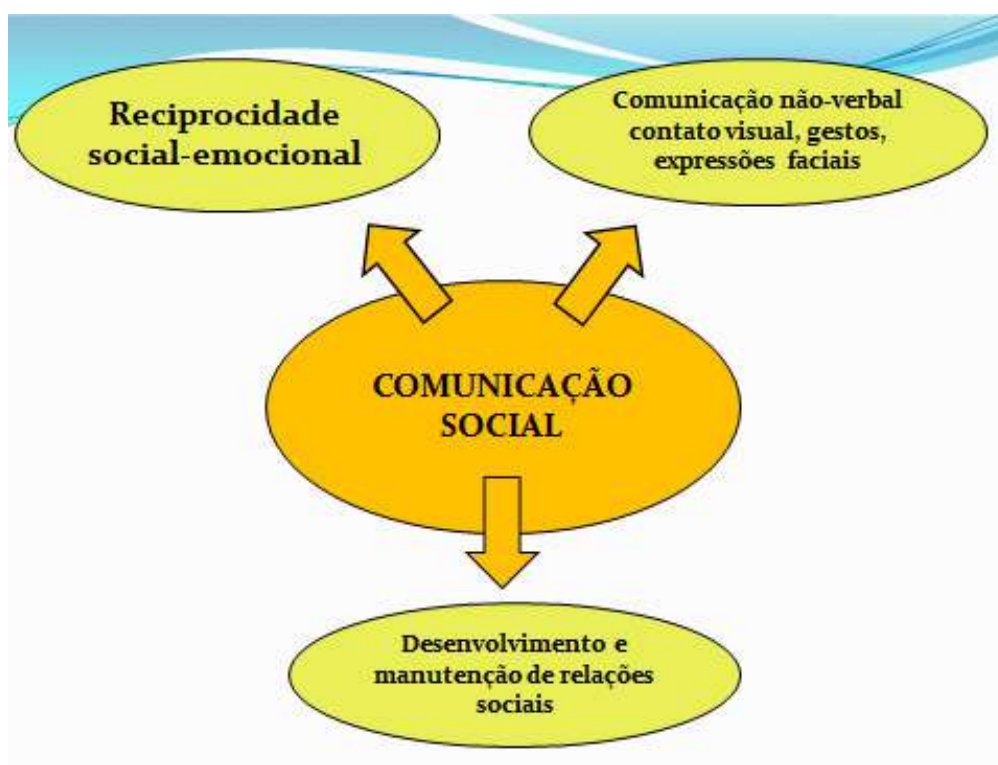 Reciprocidade
social-emocional
Comunicação não-verbal
contato visual, gestos,
expressões faciais
COMUNICAÇÃO
SOCIAL
Desenvolvimento e
manutenção de relações
sociais